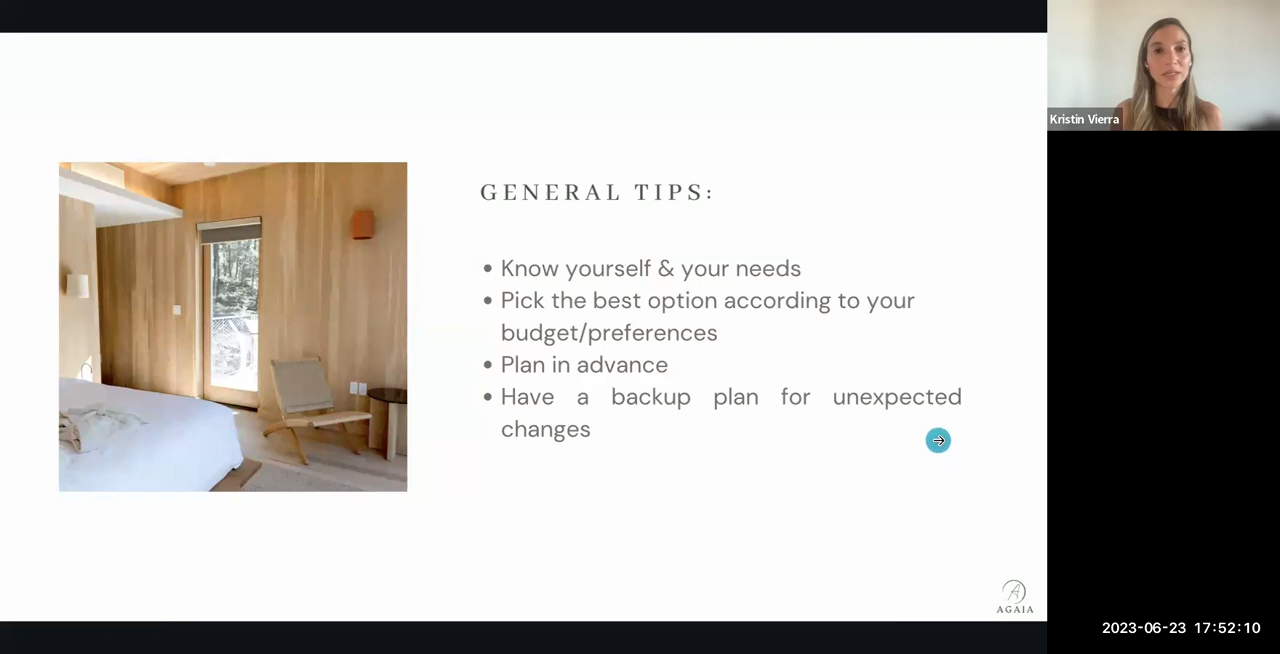 GENERAL TIPS:
• Know yourself & your needs
• Pick the best option according to your
budget/preferences
• Plan in advance
• Have a backup plan for unexpected
changes
AGAIA
Kristin Vierra
2023-06-23 17:52:10